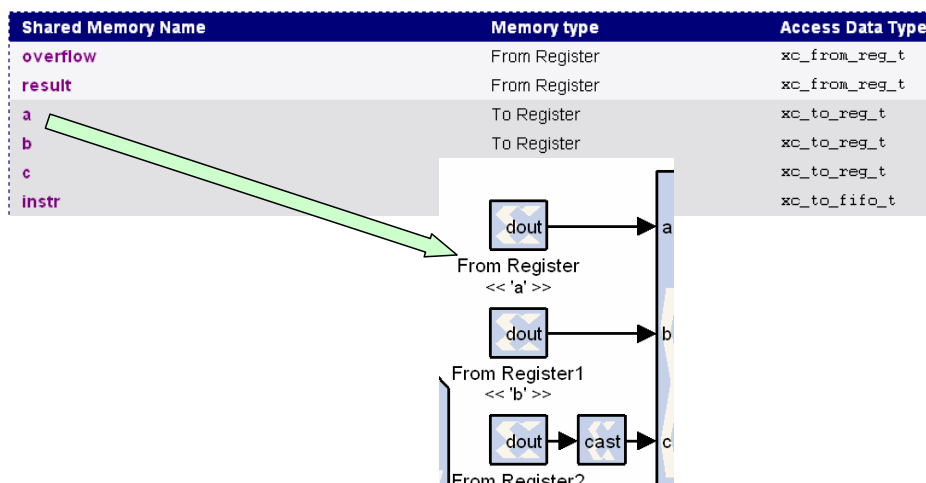 Shared Memory Name Memory type Access Data Type
overflow From Register xc_from_reg_t
result From Register xc_from_reg_t
a To Register xc_to_reg_t
b To Register xc_to_reg_t
c xc_to_reg_t
instr xc_to_fifo_t
dout a
From Register
<< 'a' >>
dout b
From Register1
<< 'b' >>
dout cast c
From Register2